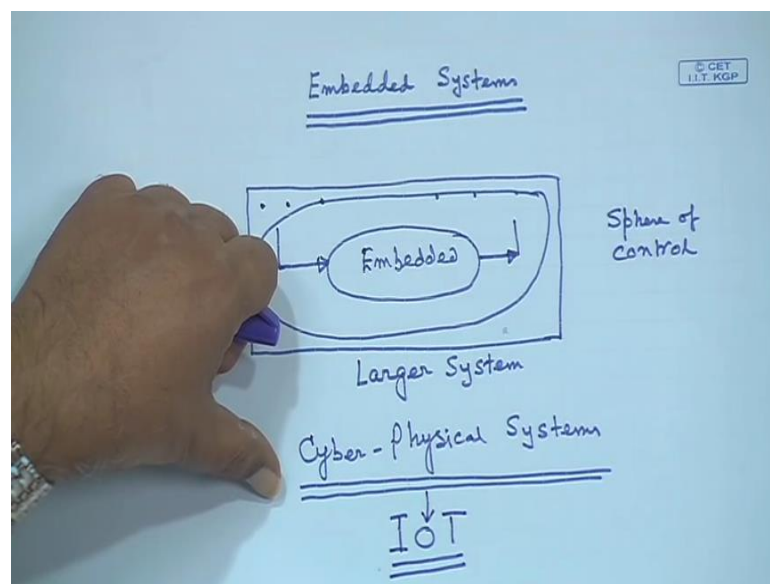 Embedded Systems
© CET
I.I.T. KGP
Embedded
Sphere of
control
Larger System
Cyber-Physical Systems
IOT